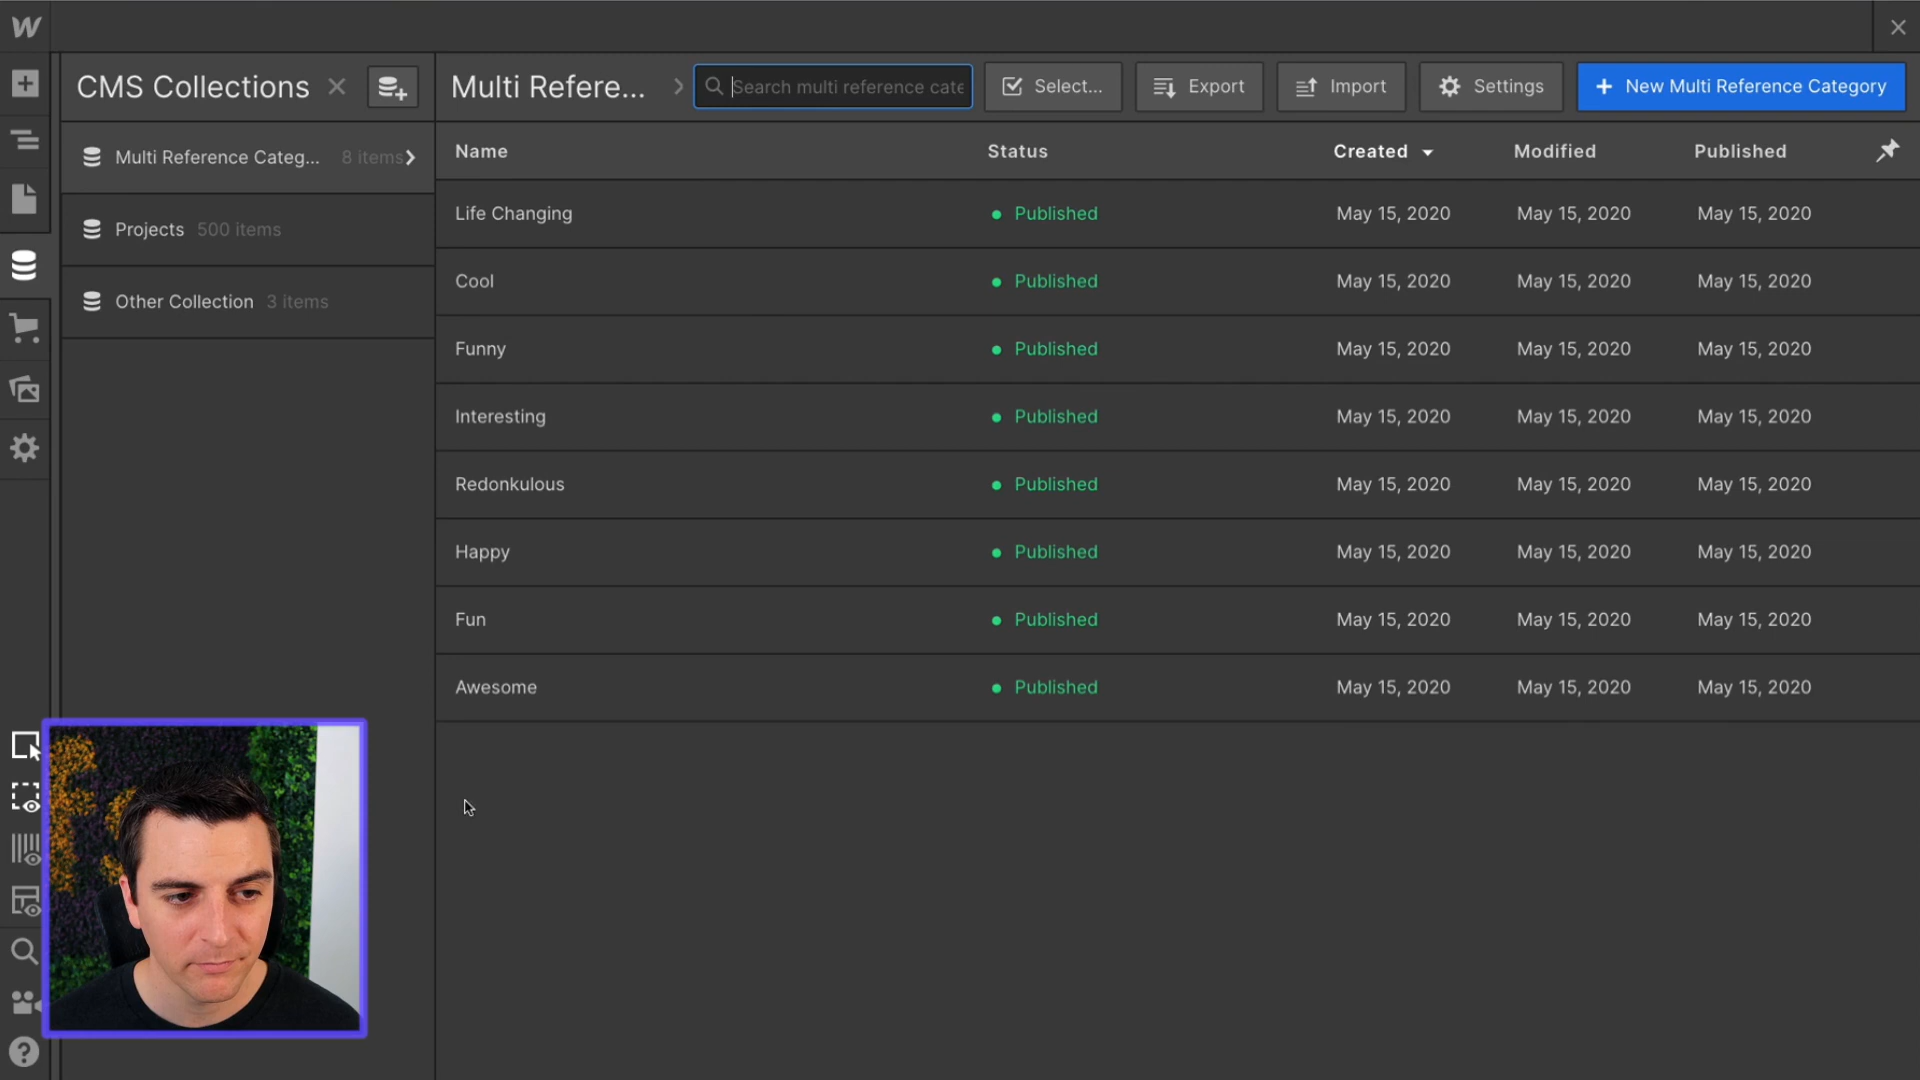 W
CMS Collections
Multi Refere...
Search multi reference cate
Select...
Export
Import
Settings
New Multi Reference Category
Multi Reference Categ... 8 items
Projects 500 items
Other Collection 3 items
Name Status Created Modified Published
Life Changing Published May 15, 2020 May 15, 2020 May 15, 2020
Cool Published May 15, 2020 May 15, 2020 May 15, 2020
Funny Published May 15, 2020 May 15, 2020 May 15, 2020
Interesting Published May 15, 2020 May 15, 2020 May 15, 2020
Redonkulous Published May 15, 2020 May 15, 2020 May 15, 2020
Happy Published May 15, 2020 May 15, 2020 May 15, 2020
Fun Published May 15, 2020 May 15, 2020 May 15, 2020
Awesome Published May 15, 2020 May 15, 2020 May 15, 2020